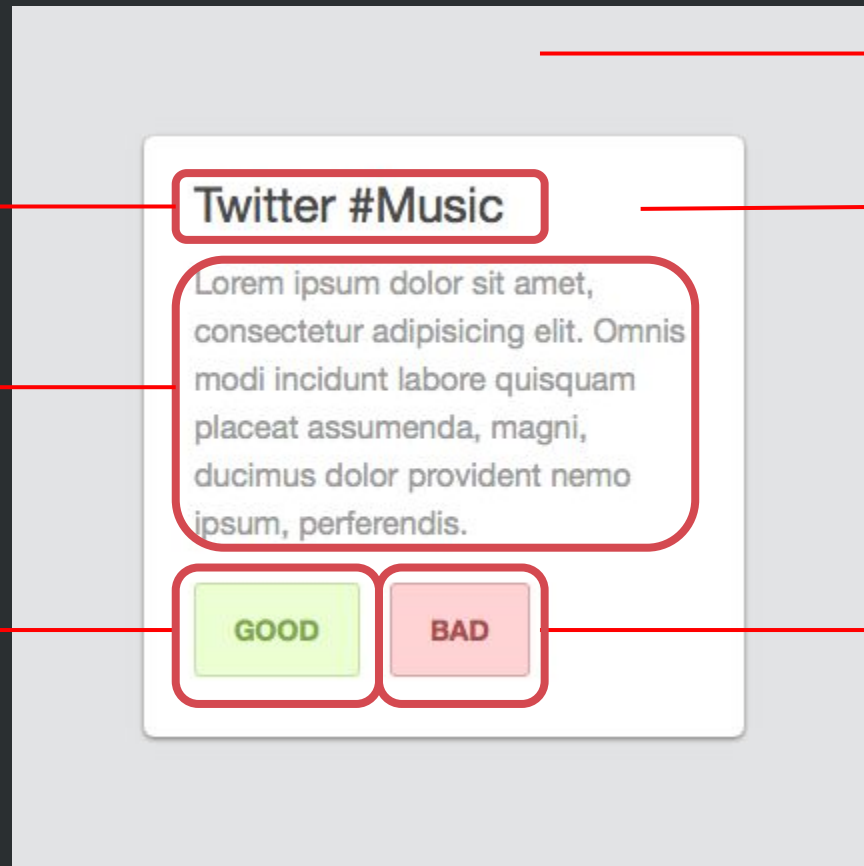 Twitter #Music
Lorem ipsum dolor sit amet,
consectetur adipisicing elit. Omnis
modi incidunt labore quisquam
placeat assumenda, magni,
ducimus dolor provident nemo
ipsum, perferendis.
GOOD
BAD